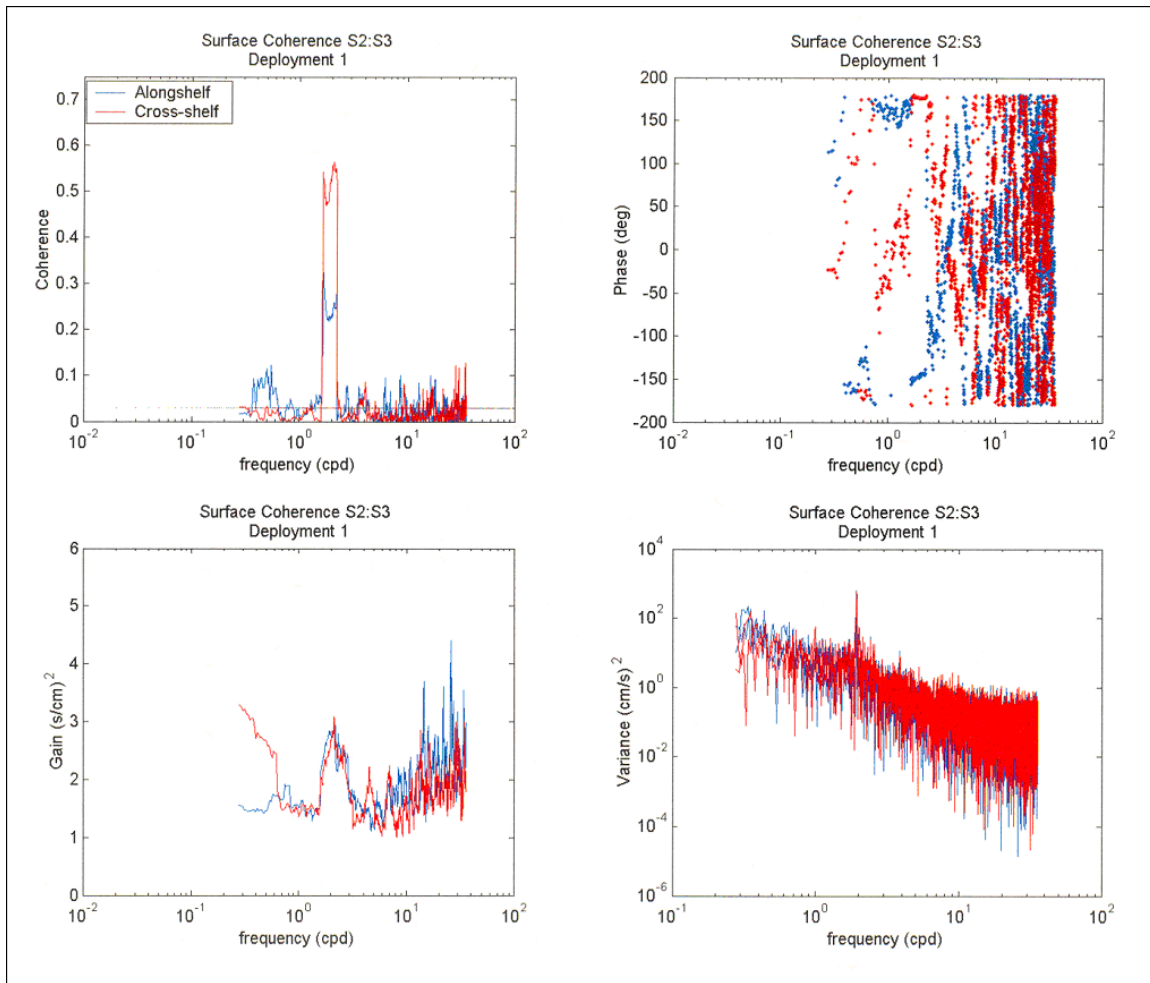 Surface Coherence S2:S3
Deployment 1
0.7
0.6
0.5
0.4
0.3
0.2
0.1
0
Coherence
Alongshelf
Cross-shelf
10-2
10-1
100
101
102
frequency (cpd)
Surface Coherence S2:S3
Deployment 1
200
150
100
50
0
-50
-100
-150
-200
Phase (deg)
10-2
10-1
100
101
102
frequency (cpd)
Surface Coherence S2:S3
Deployment 1
6
5
4
3
2
1
0
Gain (s/cm) 2
10-2
10-1
100
101
102
frequency (cpd)
Surface Coherence S2:S3
Deployment 1
104
102
100
10-2
10-4
10-6
Variance (cm/s) 2
10-1
100
101
102
frequency (cpd)